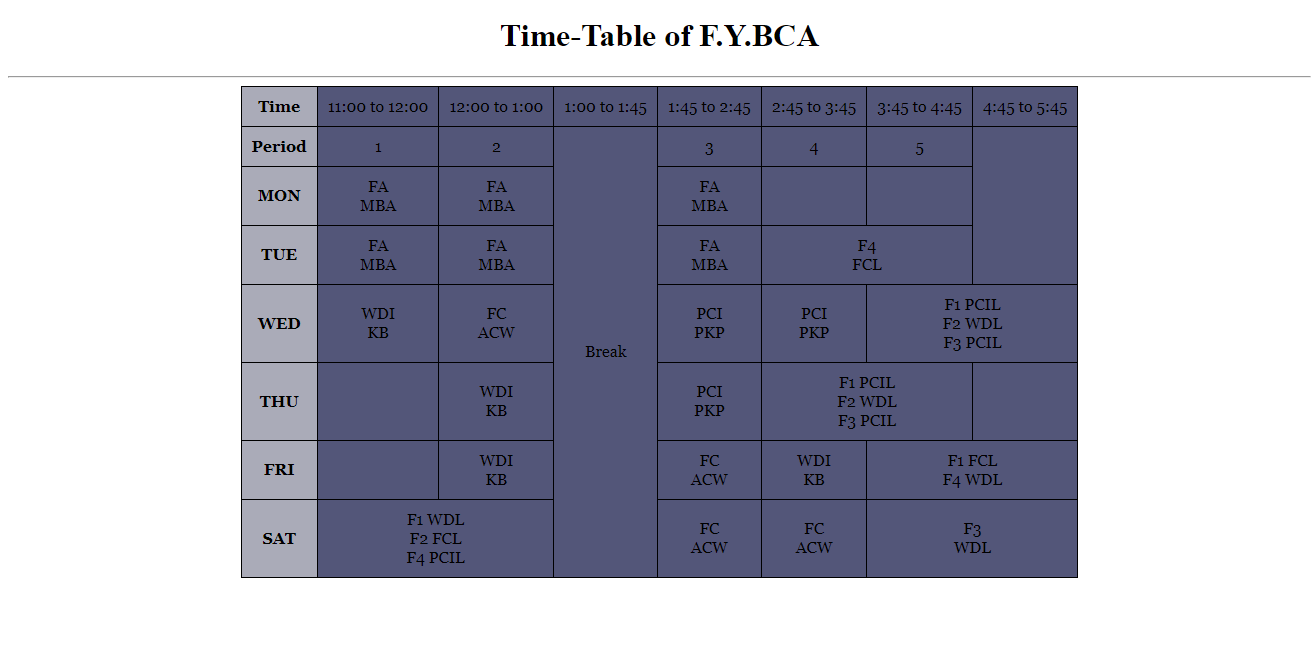 Time-Table of F.Y.BCA
Time 11:00 to 12:00 12:00 to 1:00 1:00 to 1:45 1:45 to 2:45 2:45 to 3:45 3:45 to 4:45 4:45 to 5:45
Period 1 2 Break 3 4 5
MON
FA
MBA
FA
MBA
FA
MBA
TUE
FA
MBA
FA
MBA
FA
MBA
F4
FCL
WED
WDI
KB
FC
ACW
PCI
PKP
PCI
PKP
F1 PCIL
F2 WDL
F3 PCIL
THU
WDI
KB
PCI
PKP
F1 PCIL
F2 WDL
F3 PCIL
FRI
WDI
KB
FC
ACW
WDI
KB
F1 FCL
F4 WDL
SAT
F1 WDL
F2 FCL
F4 PCIL
FC
ACW
FC
ACW
F3
WDL